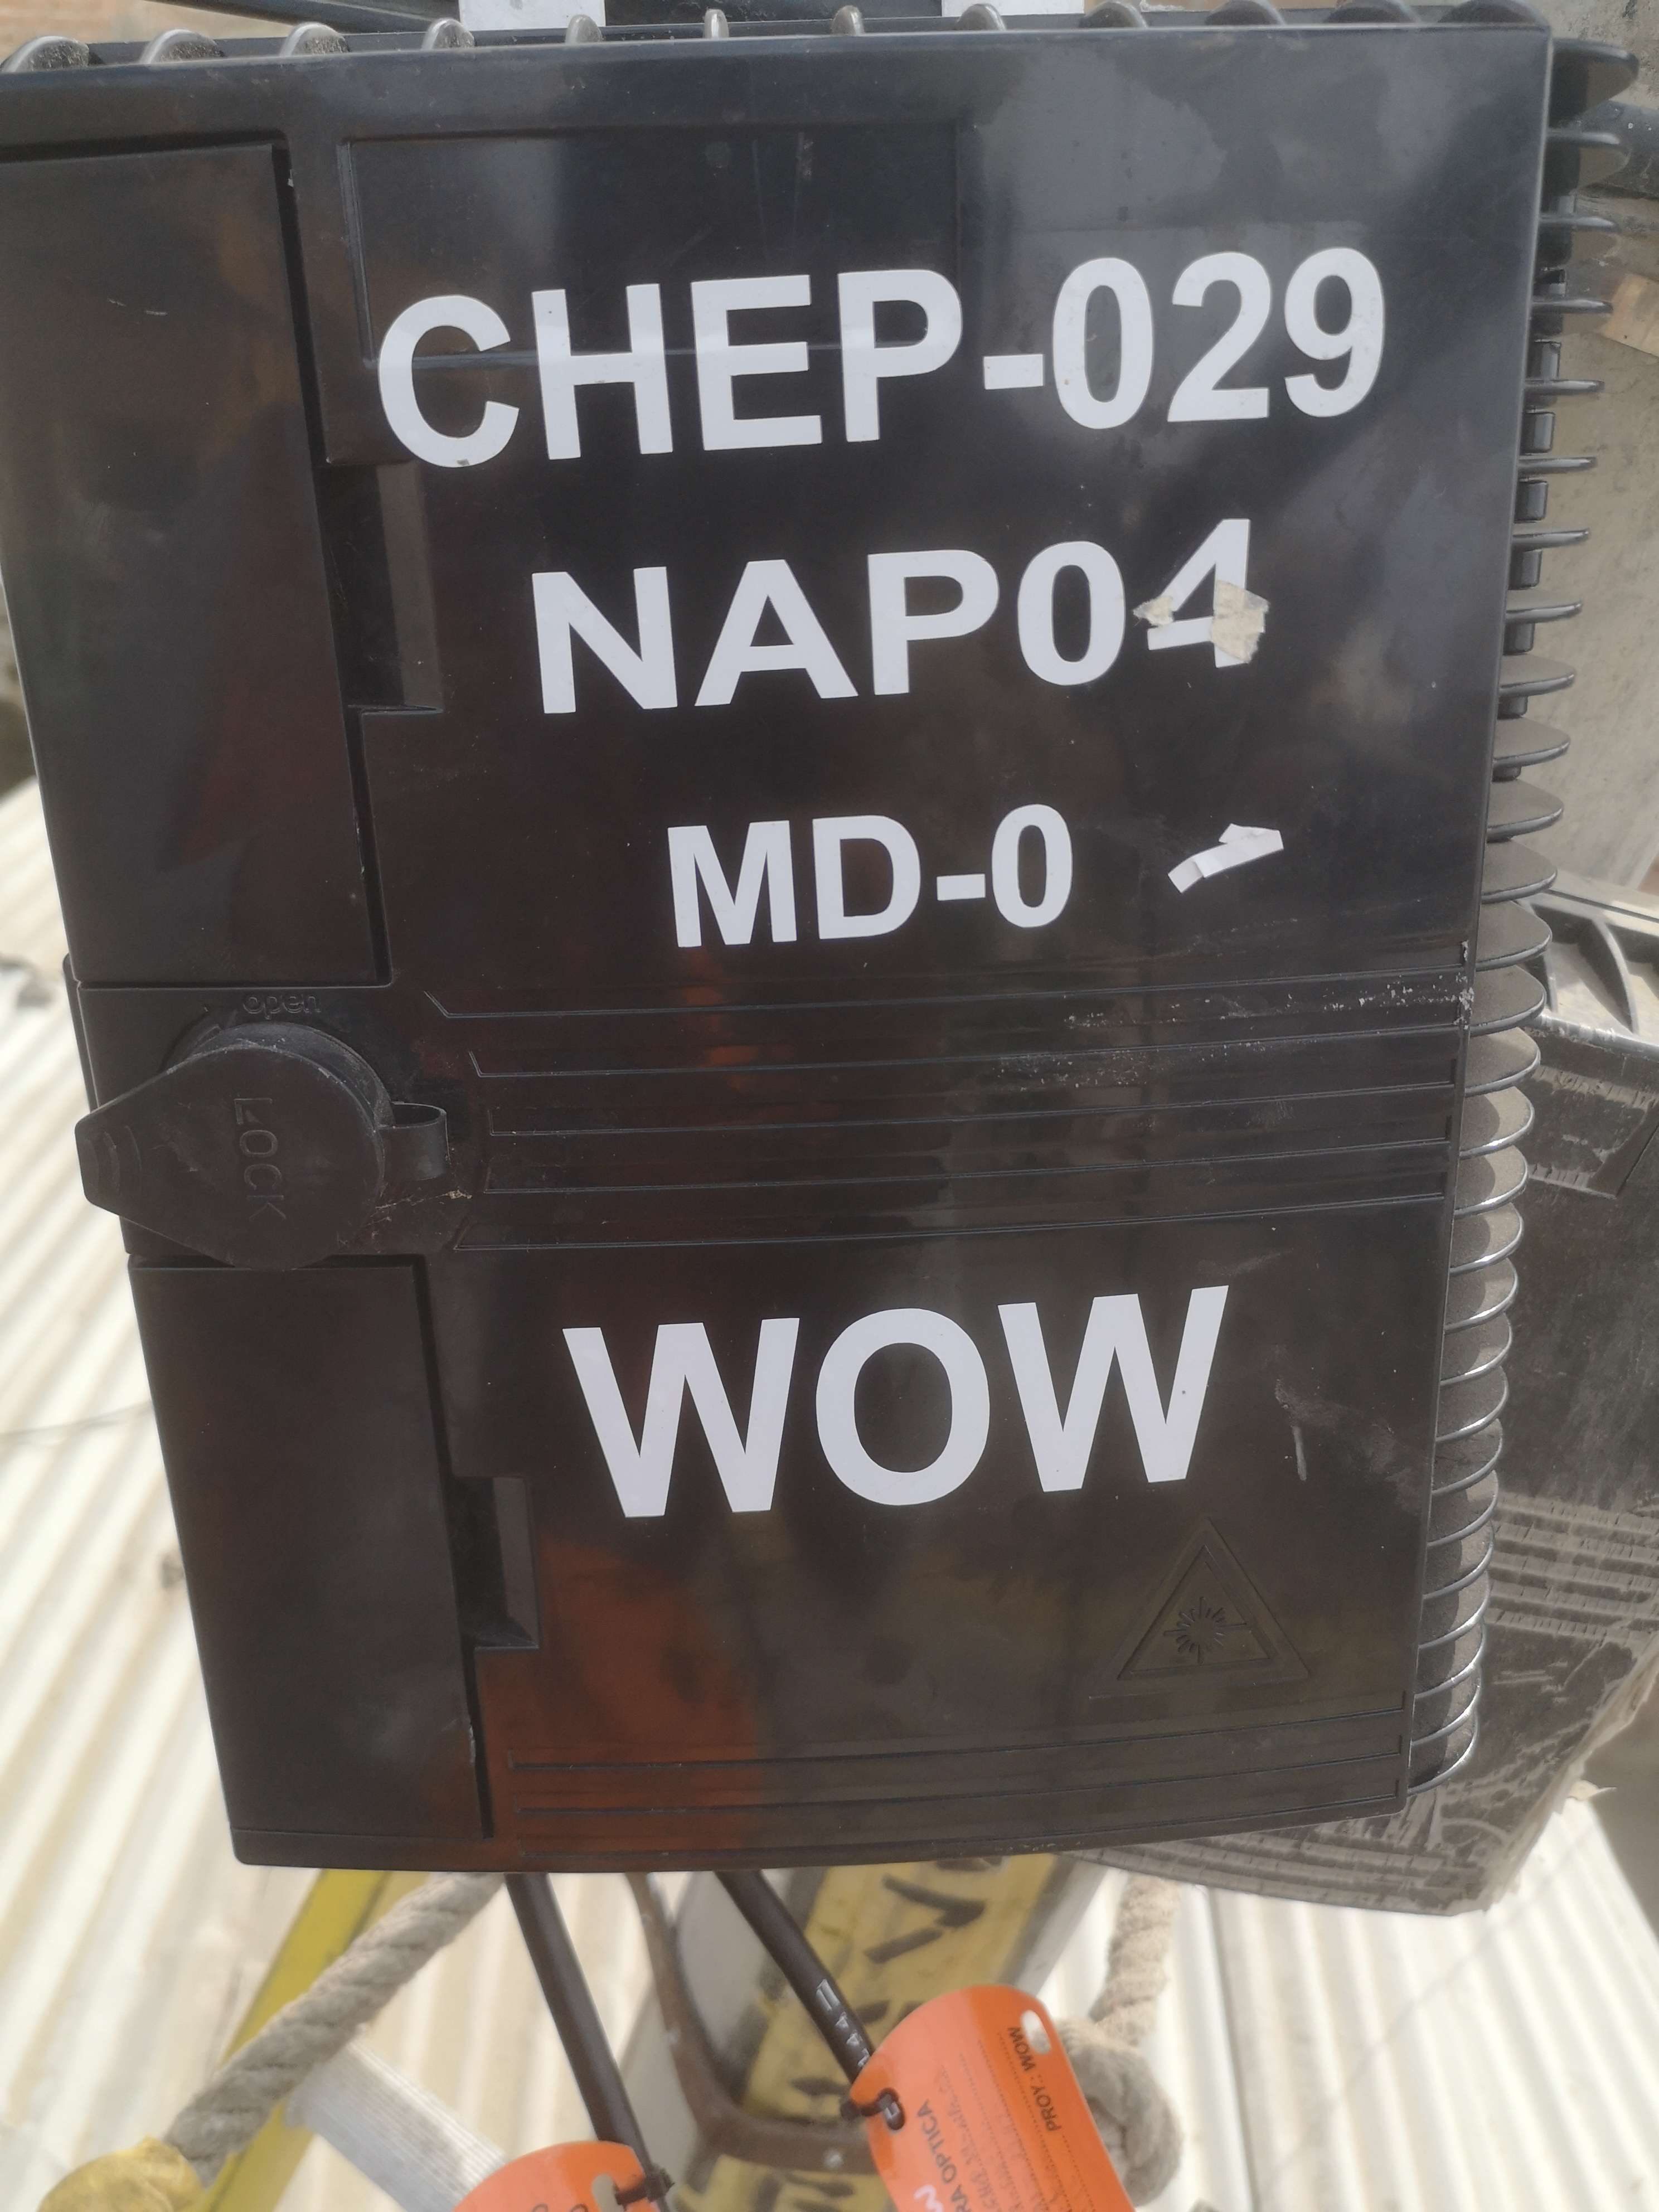 CHEP-029
NAP04
MD-0
open
LOCK
WOW
PROY.: WOW
OPTICA